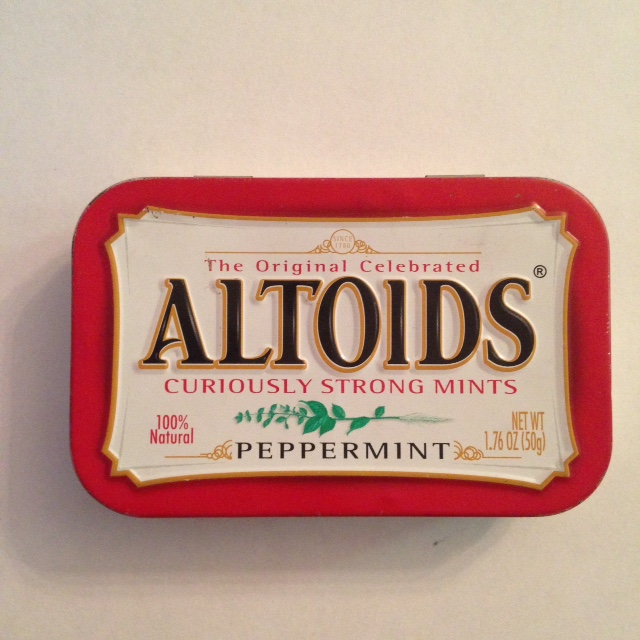 SINCE
1780
The Original Celebrated
ALTOIDS®
CURIOUSLY STRONG MINTS
100%
Natural
NET WT
1.76 OZ (50g)
PEPPERMINT